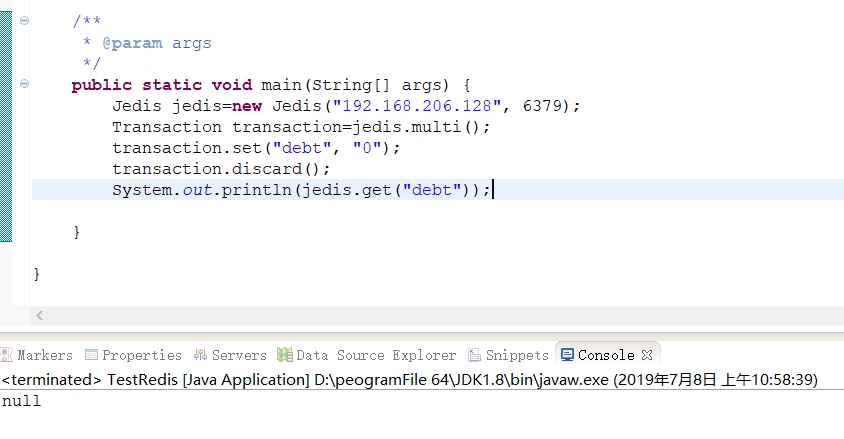 /**
 * @param args
 */
public static void main(String[] args) {
Jedis jedis=new Jedis("192.168.206.128", 6379);
Transaction transaction=jedis.multi();
transaction.set("debt", "0");
transaction.discard();
System.out.println(jedis.get("debt"));
}
}
Markers Properties Servers Data Source Explorer Snippets Console
<terminated> TestRedis [Java Application] D:\peogramFile 64\JDK1.8\bin\javaw.exe (2019年7月8日 上午10:58:39)
null